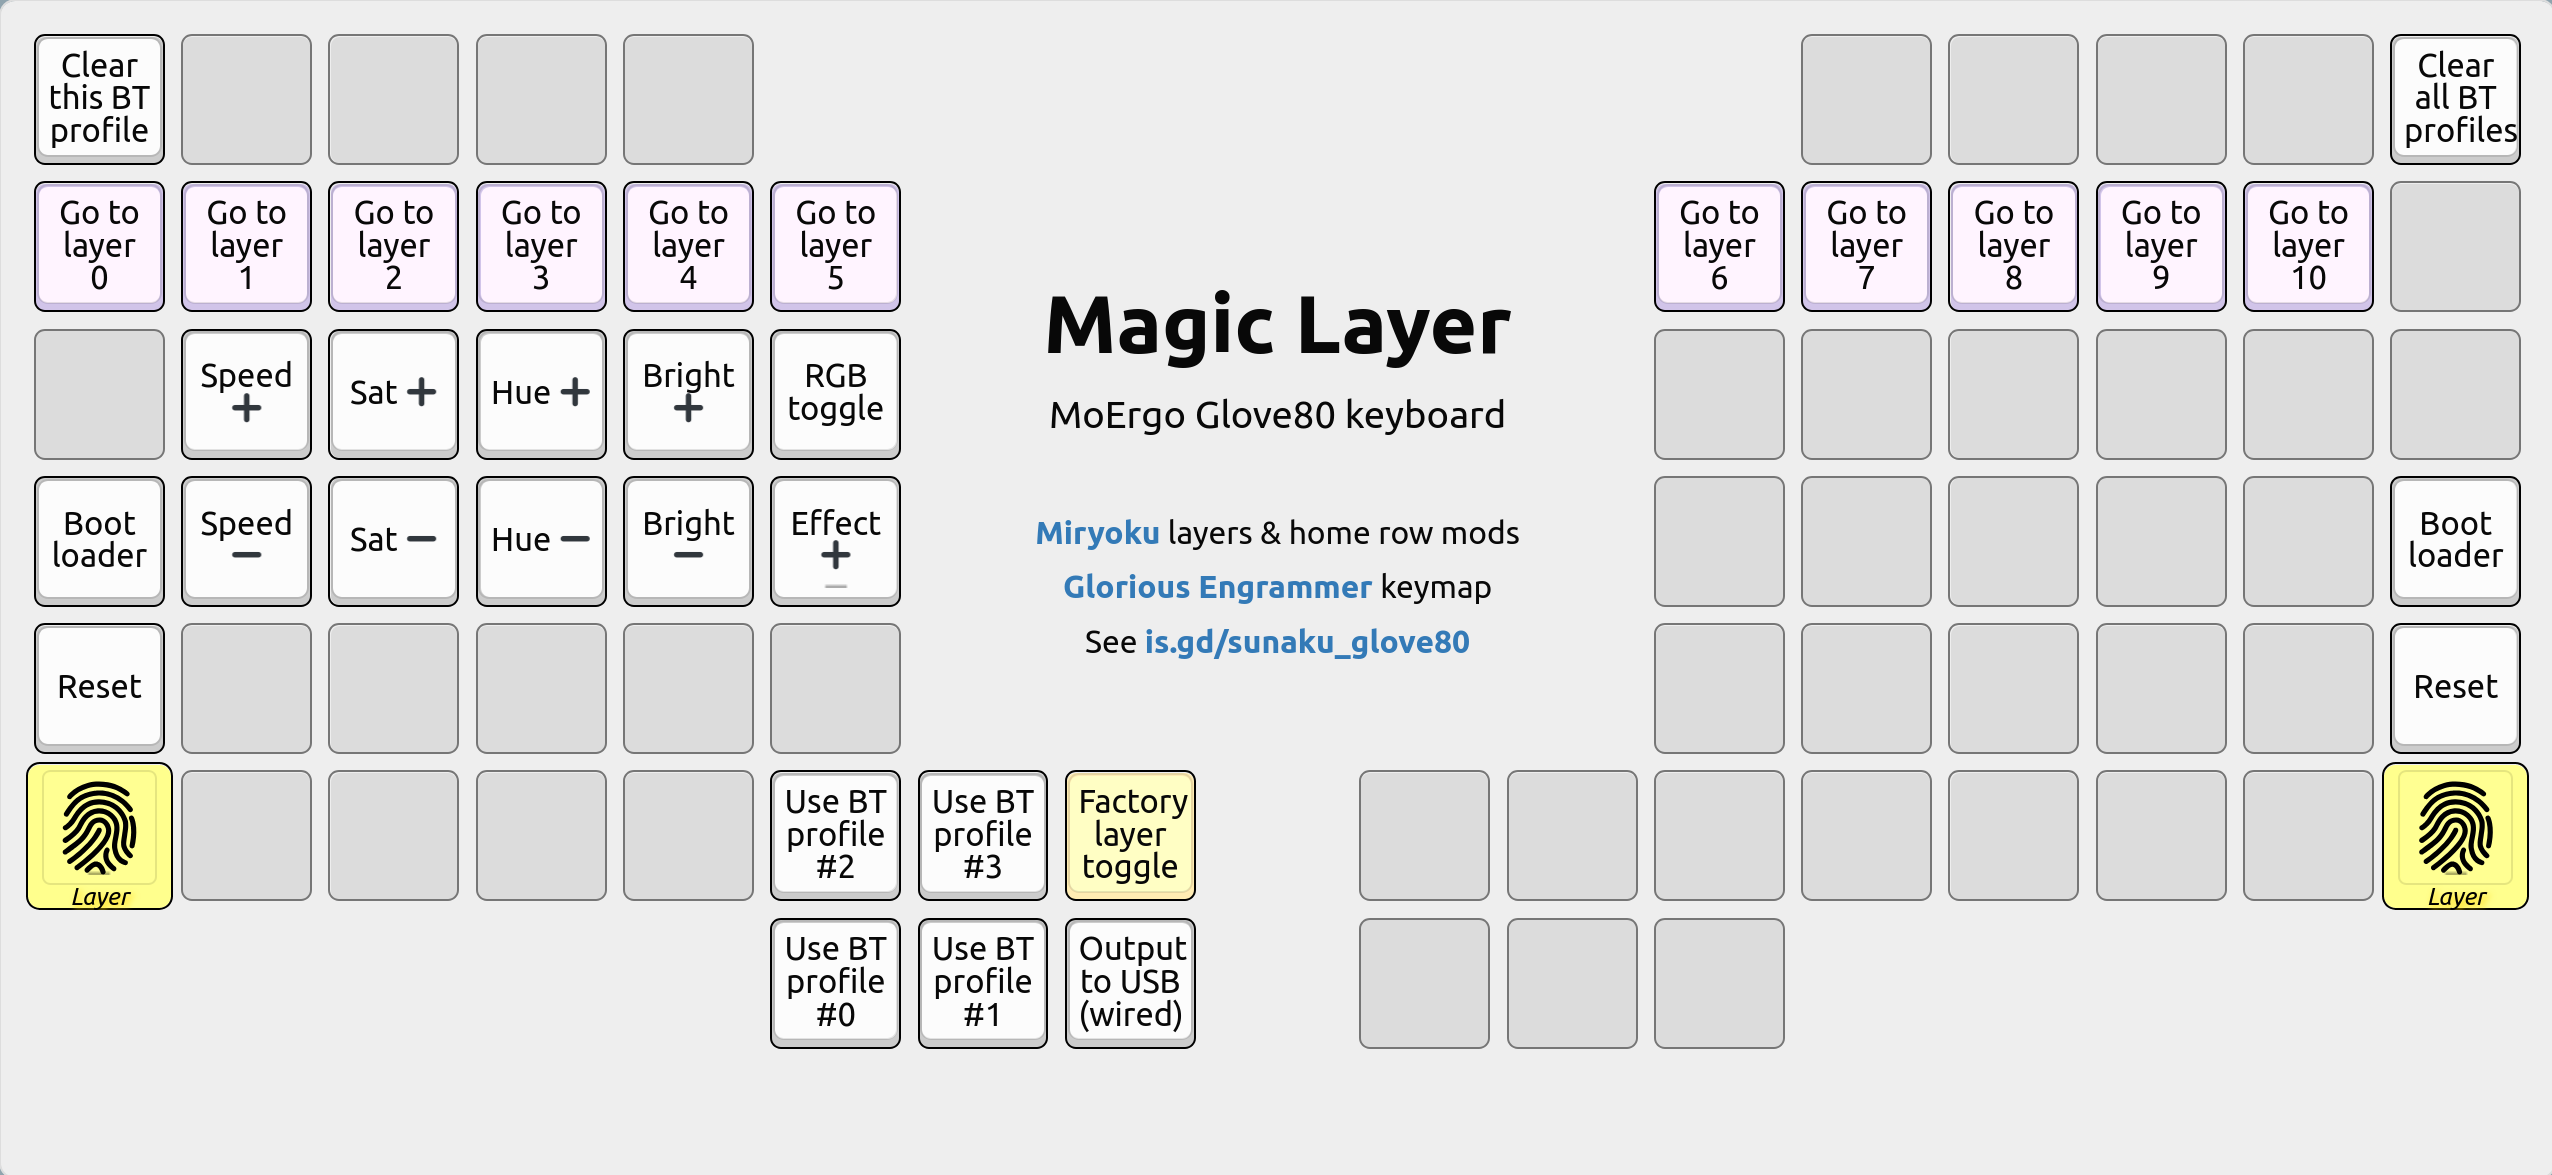 Clear
this BT
profile
Clear
all BT
profiles
Go to
layer
0
Go to
layer
1
Go to
layer
2
Go to
layer
3
Go to
layer
4
Go to
layer
5
Go to
layer
6
Go to
layer
7
Go to
layer
8
Go to
layer
9
Go to
layer
10
Magic Layer
MoErgo Glove80 keyboard
Miryoku layers & home row mods
Glorious Engrammer keymap
See is.gd/sunaku_glove80
Speed
+
Sat +
Hue +
Bright
+
RGB
toggle
Boot
loader
Speed
−
Sat −
Hue −
Bright
−
Effect
+
−
Boot
loader
Reset
Reset
Layer
Use BT
profile
#2
Use BT
profile
#3
Factory
layer
toggle
Layer
Use BT
profile
#0
Use BT
profile
#1
Output
to USB
(wired)